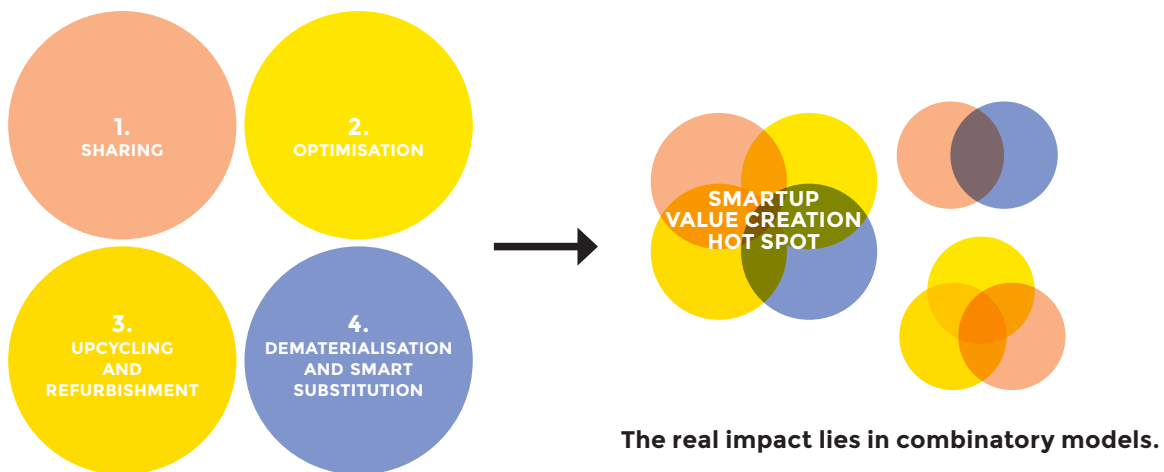 1.
SHARING
2.
OPTIMISATION
3.
UPCYCLING
AND
REFURBISHMENT
4.
DEMATERIALISATION
AND SMART
SUBSTITUTION
SMARTUP
VALUE CREATION
HOT SPOT
The real impact lies in combinatory models.